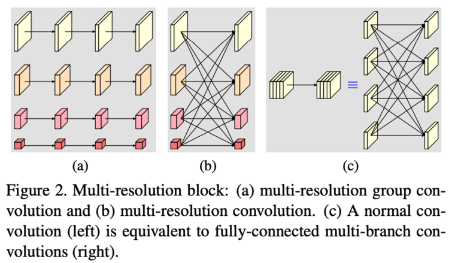 (a) (b) (c)
Figure 2. Multi-resolution block: (a) multi-resolution group con-
volution and (b) multi-resolution convolution. (c) A normal con-
volution (left) is equivalent to fully-connected multi-branch con-
volutions (right).